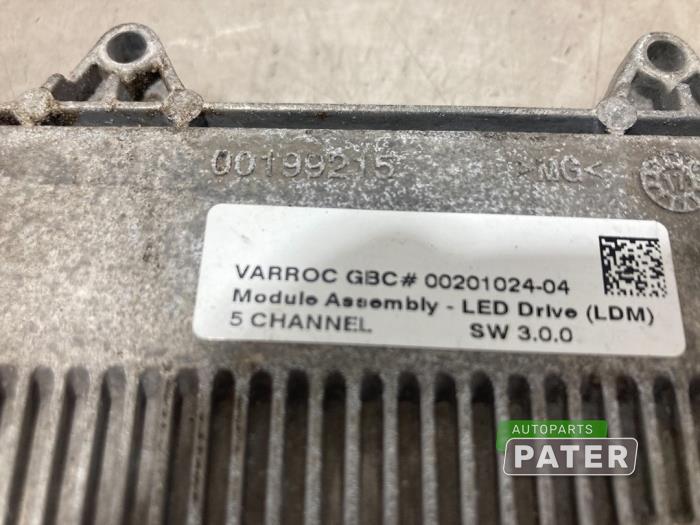 00199215 >MG< 17
VARROC GBC# 00201024-04
Module Assembly - LED Drive (LDM)
5 CHANNEL SW 3.0.0
AUTOPARTS
PATER